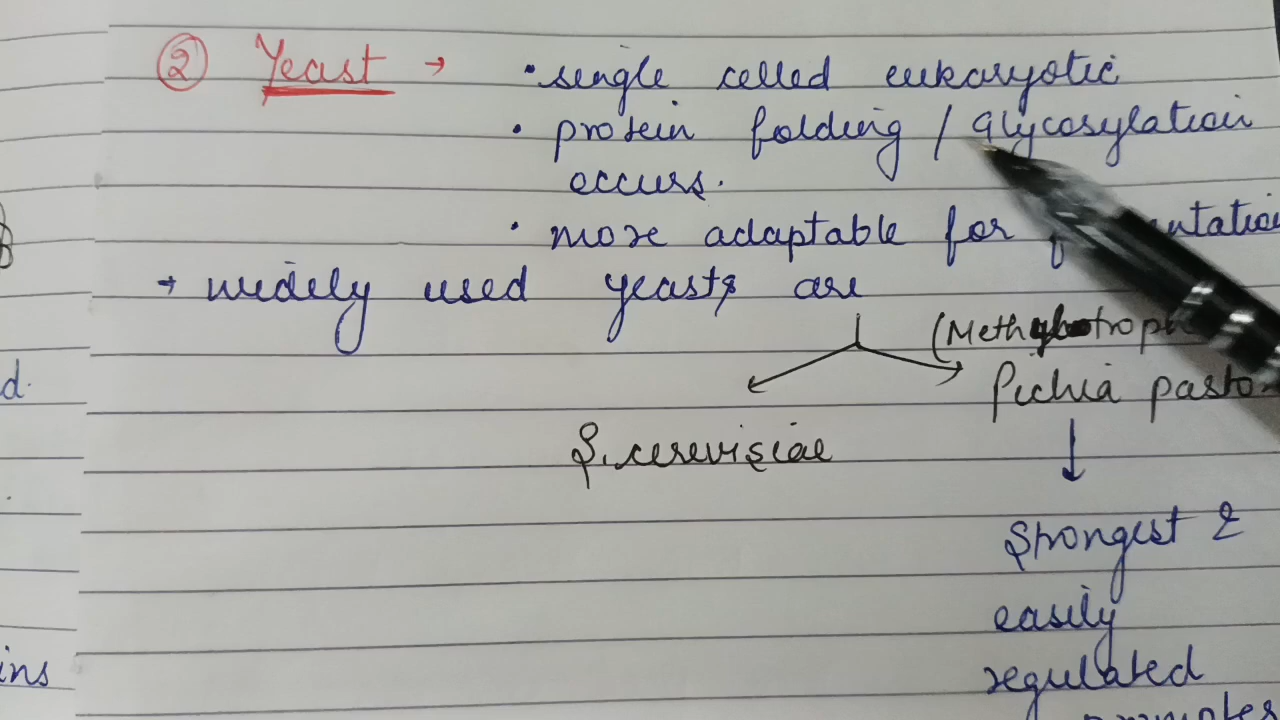 ② Yeast → • single celled eukaryotic
• protein folding / Glycosylation
occurs.
• more adaptable for
→ widely used yeasts are
d.
Pichia
S. cerevisiae
↓
Strongest &
easily
regulated
ins